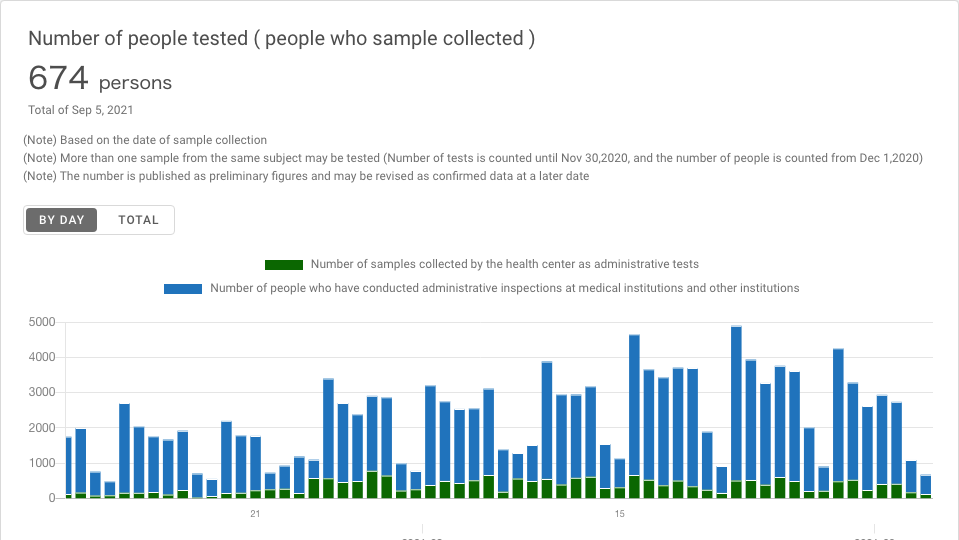 Number of people tested ( people who sample collected )
674 persons
Total of Sep 5, 2021
(Note) Based on the date of sample collection
(Note) More than one sample from the same subject may be tested (Number of tests is counted until Nov 30,2020, and the number of people is counted from Dec 1,2020)
(Note) The number is published as preliminary figures and may be revised as confirmed data at a later date
BY DAY TOTAL
Number of samples collected by the health center as administrative tests
Number of people who have conducted administrative inspections at medical institutions and other institutions
5000
4000
3000
2000
1000
0
21 15